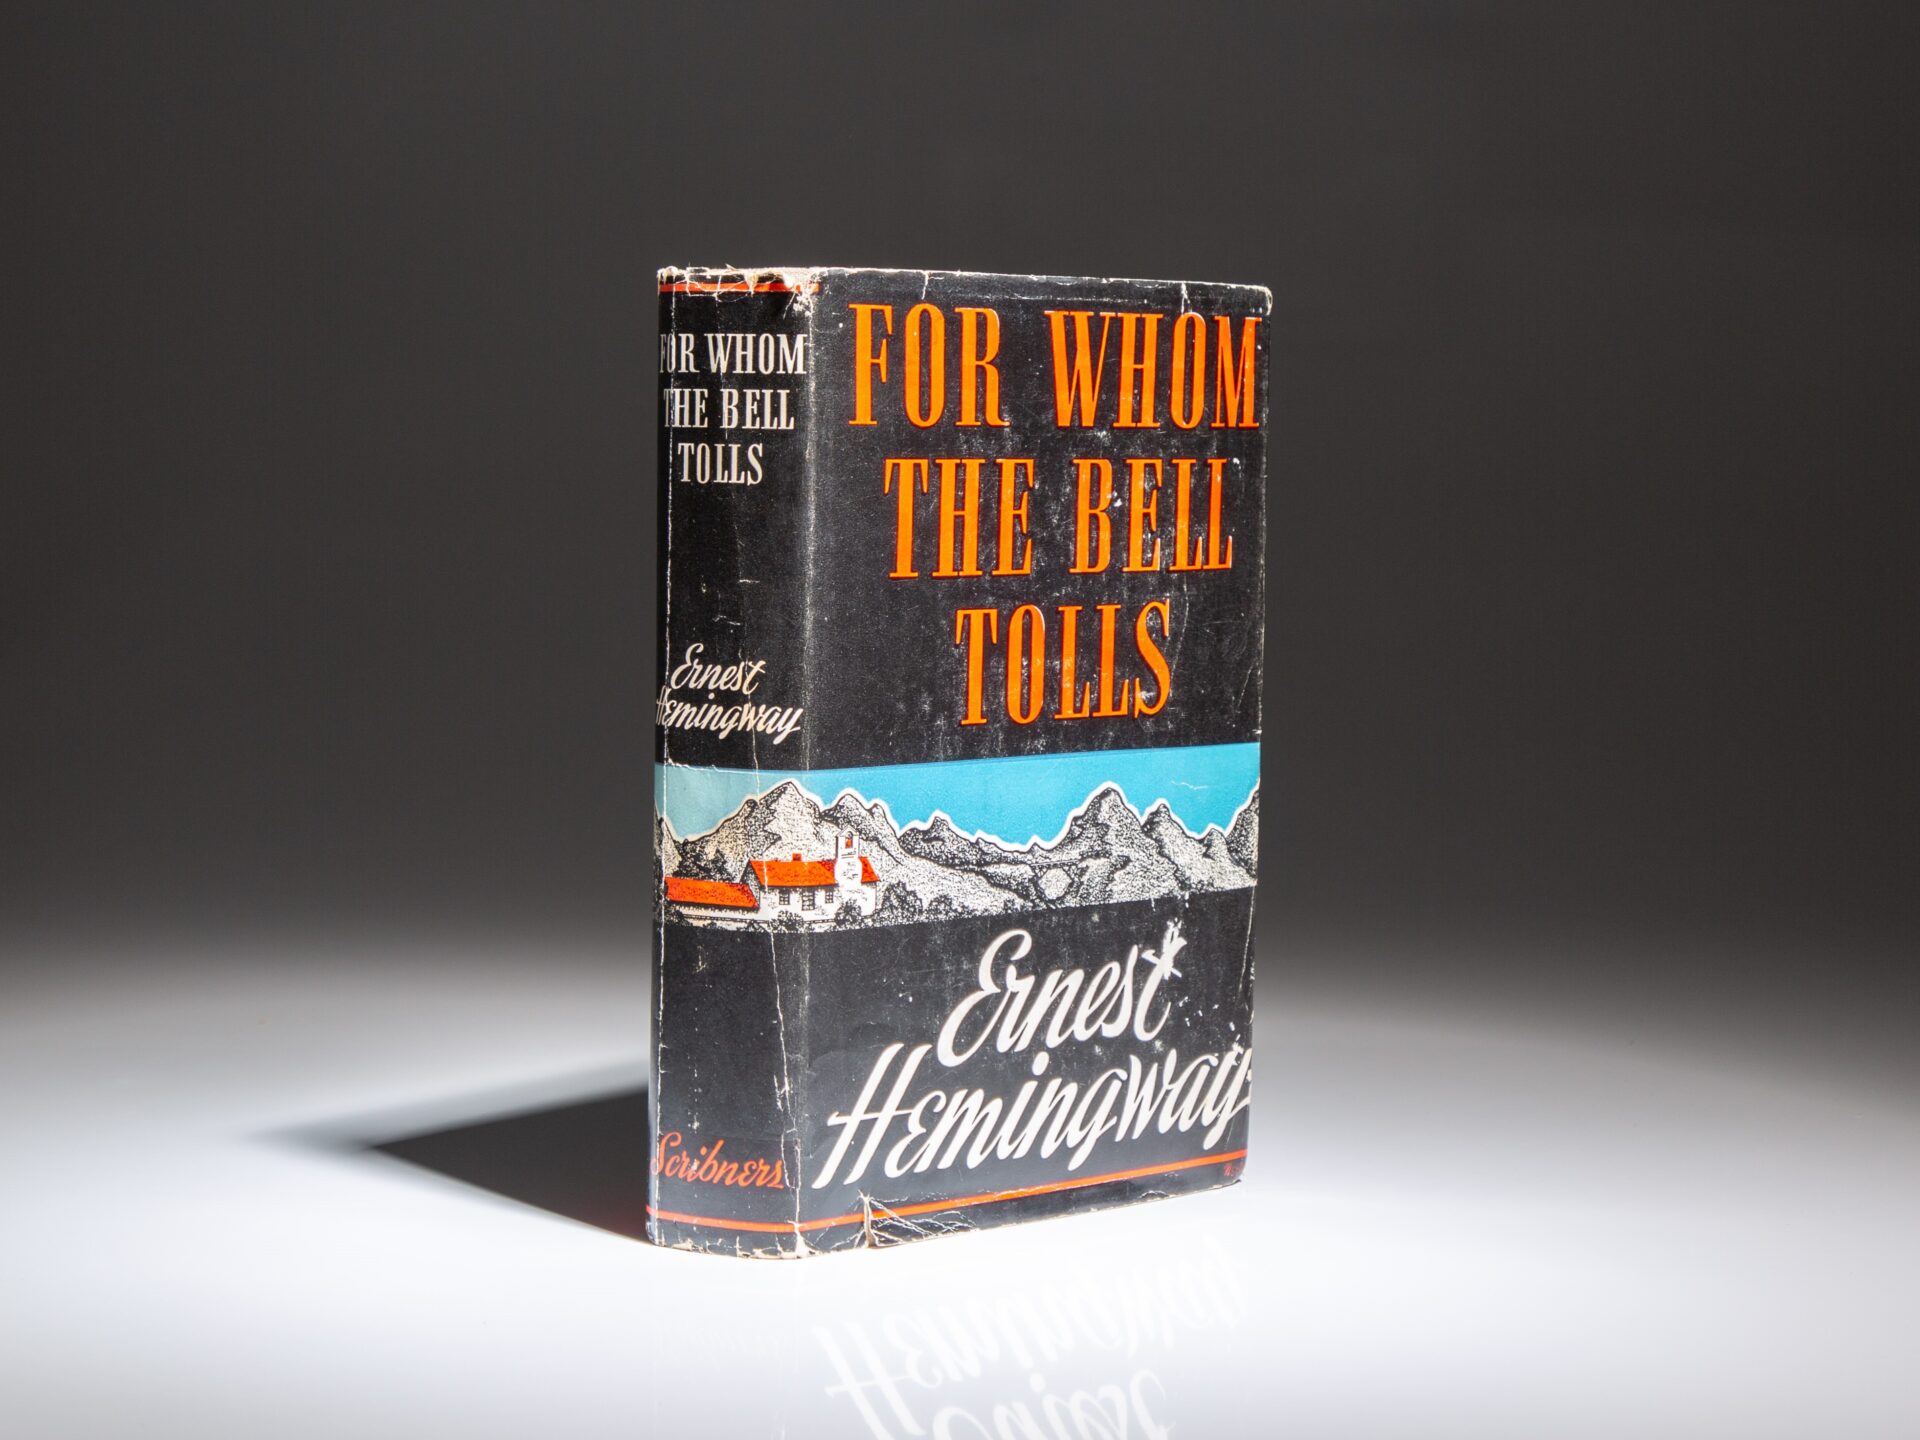 FOR WHOM
THE BELL
TOLLS
Ernest
Hemingway
Scribners
FOR WHOM
THE BELL
TOLLS
Ernest
Hemingway